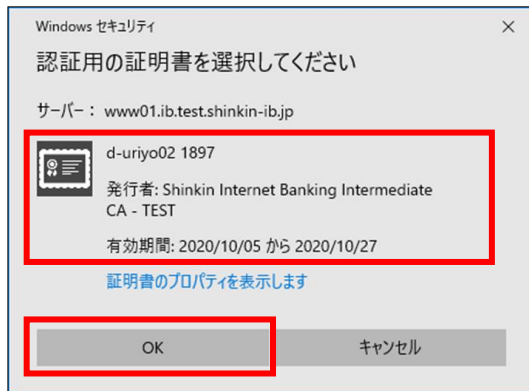 Windows セキュリティ
認証用の証明書を選択してください
サーバー： www01.ib.test.shinkin-ib.jp
d-uriyo02 1897
発行者: Shinkin Internet Banking Intermediate
CA - TEST
有効期間: 2020/10/05 から 2020/10/27
証明書のプロパティを表示します
OK
キャンセル